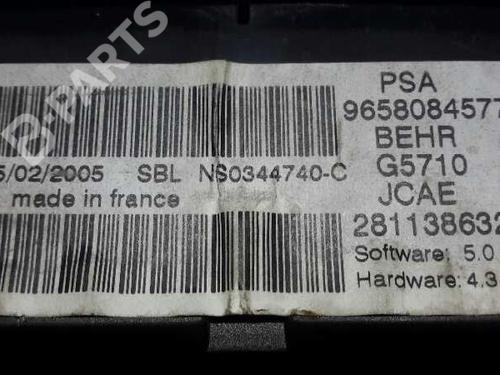 B-PARTS
PSA
9658084577
BEHR
G5710
JCAE
281138632
Software: 5.0
Hardware: 4.3
5/02/2005 SBL NS0344740-C
made in france